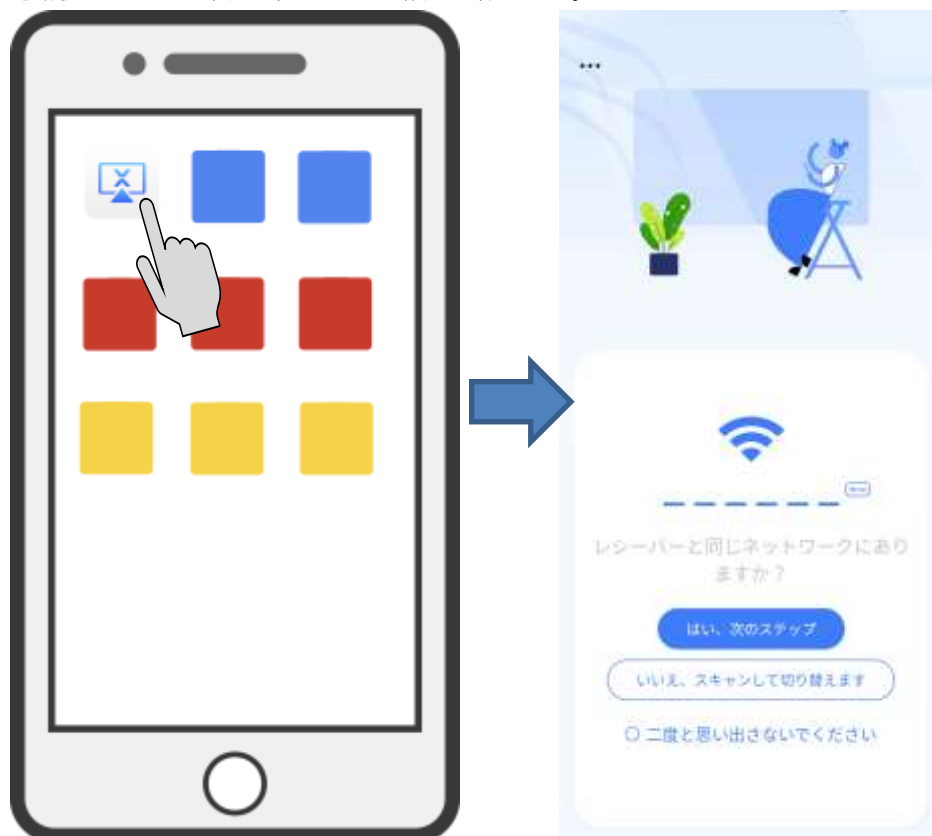 レシーバーと同じネットワークにあり
ますか？
はい、次のステップ
いいえ、スキャンして切り替えます
二度と思い出さないでください